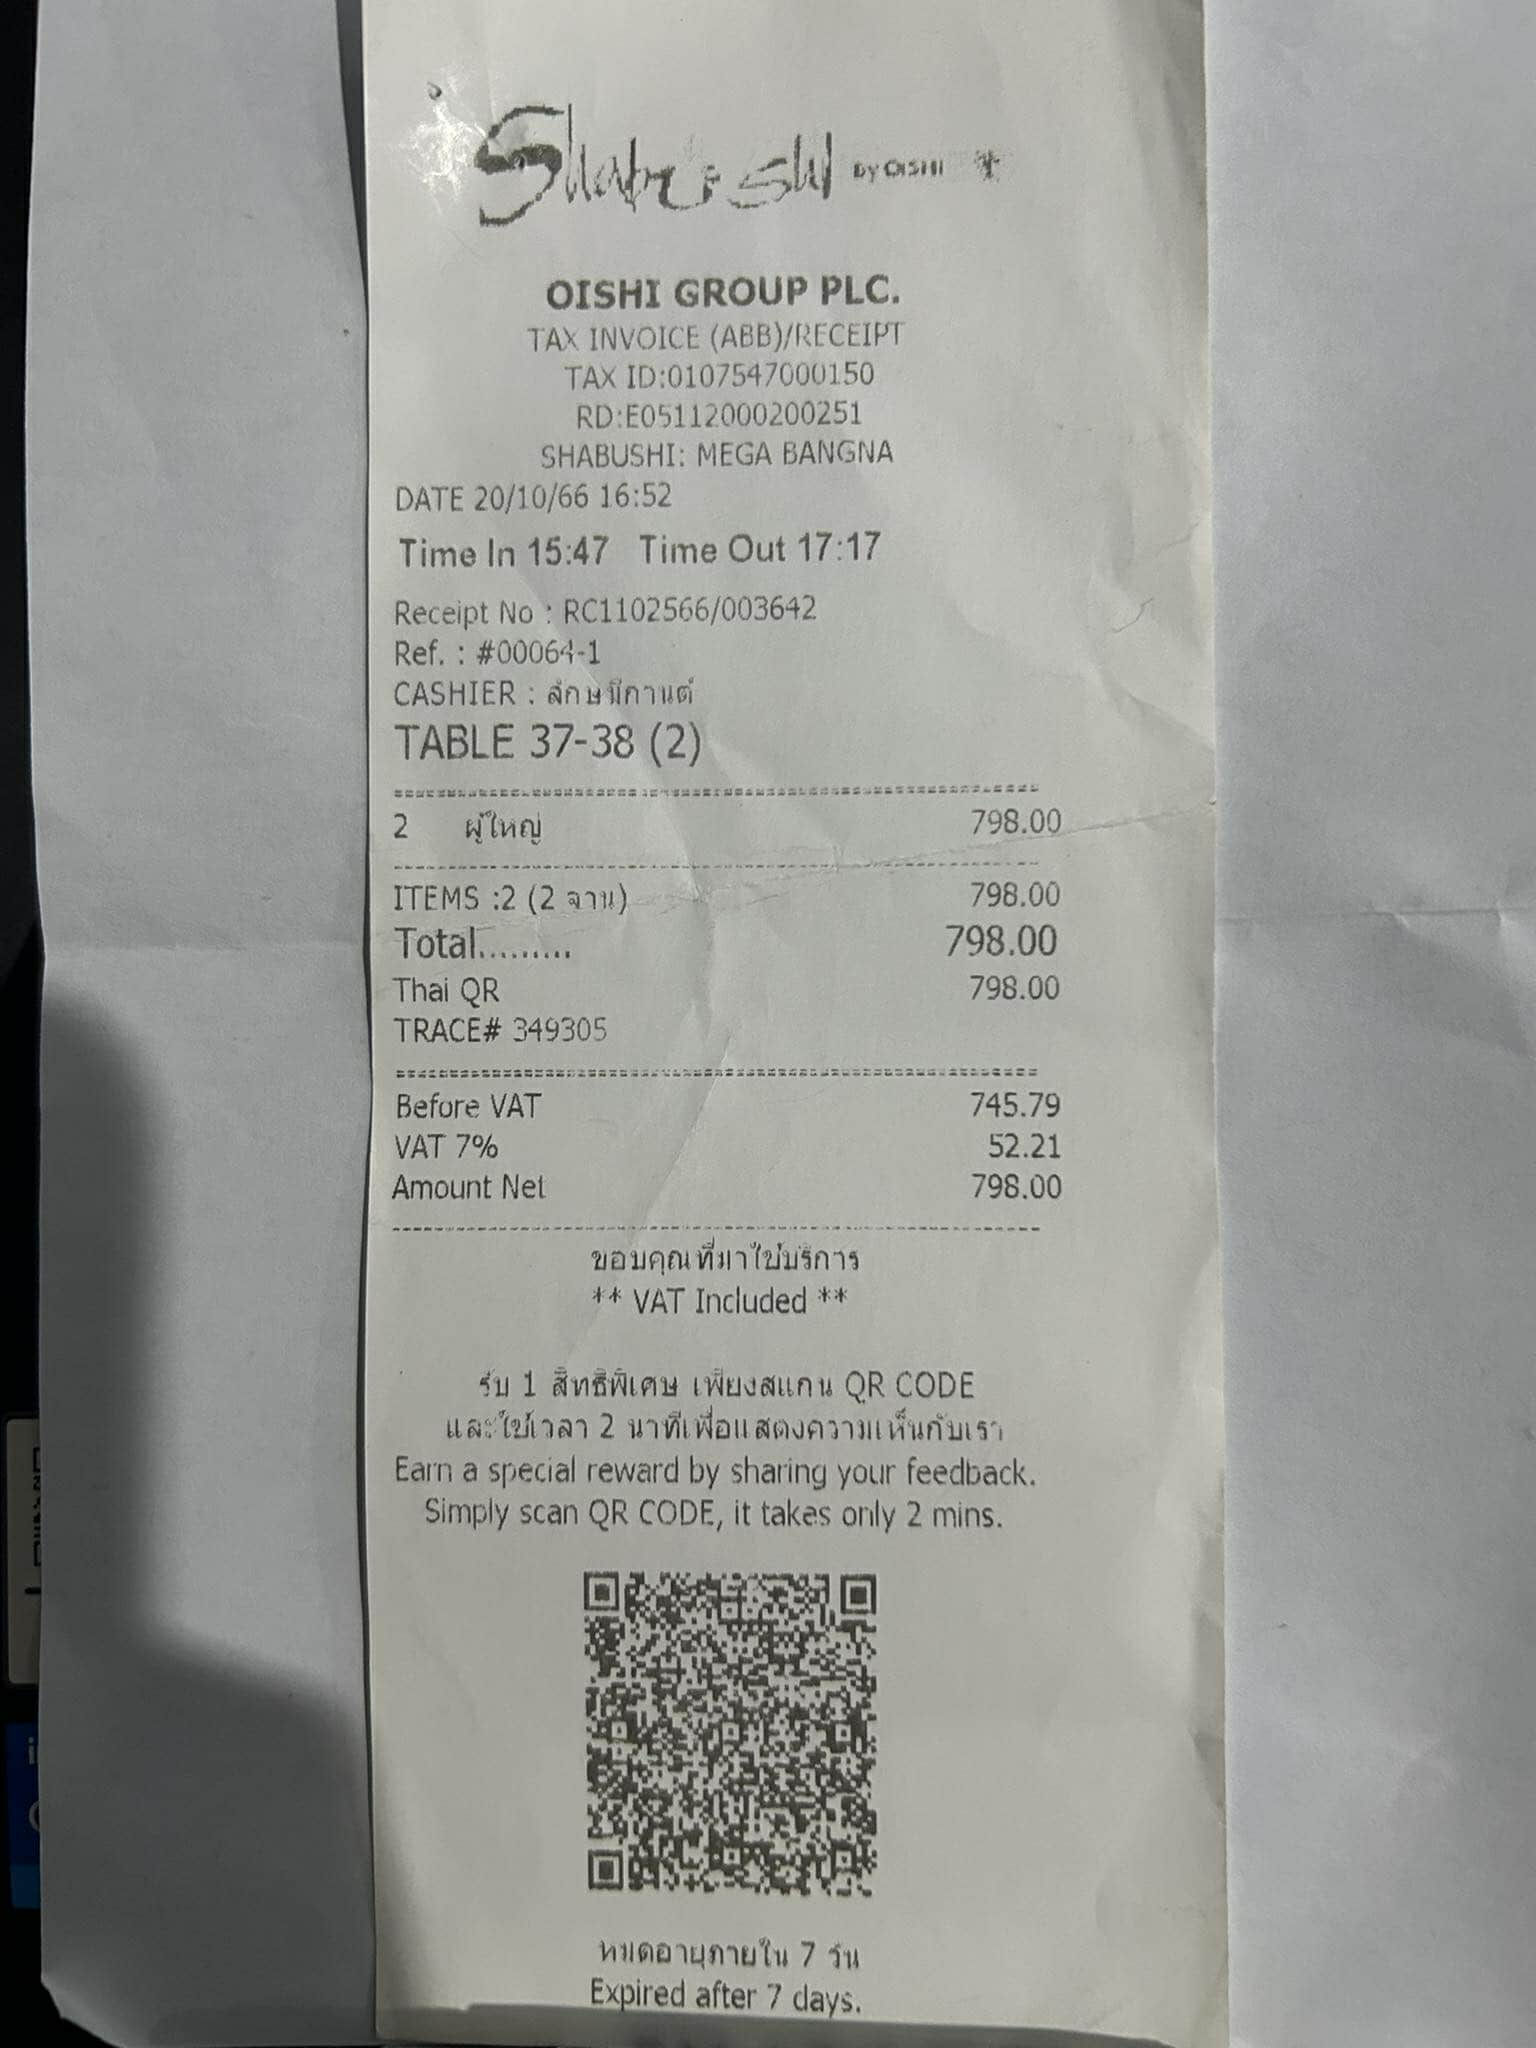 Shabushi By OISHI
OISHI GROUP PLC.
TAX INVOICE (ABB)/RECEIPT
TAX ID:0107547000150
RD:E05112000200251
SHABUSHI: MEGA BANGNA
DATE 20/10/66 16:52
Time In 15:47 Time Out 17:17
Receipt No : RC1102566/003642
Ref. : #00064-1
CASHIER : ลักษมีกานต์
TABLE 37-38 (2)
2 ผู้ใหญ่ 798.00
ITEMS :2 (2 จาน) 798.00
Total......... 798.00
Thai QR 798.00
TRACE# 349305
Before VAT 745.79
VAT 7% 52.21
Amount Net 798.00
ขอบคุณที่มาใช้บริการ
** VAT Included **
รับ 1 สิทธิพิเศษ เพียงสแกน QR CODE
และใช้เวลา 2 นาทีเพื่อแสดงความเห็นกับเรา
Earn a special reward by sharing your feedback.
Simply scan QR CODE, it takes only 2 mins.
หมดอายุภายใน 7 วัน
Expired after 7 days.